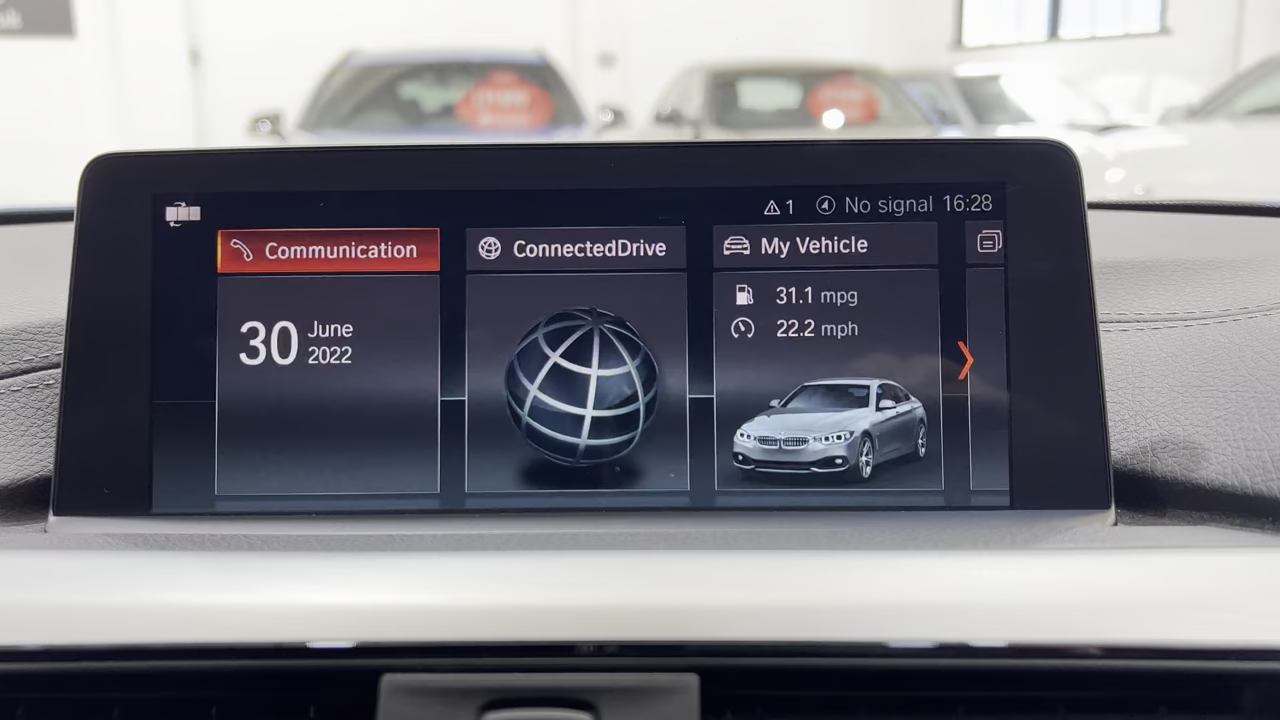 1 No signal 16:28
Communication
ConnectedDrive
My Vehicle
30 June
2022
31.1 mpg
22.2 mph